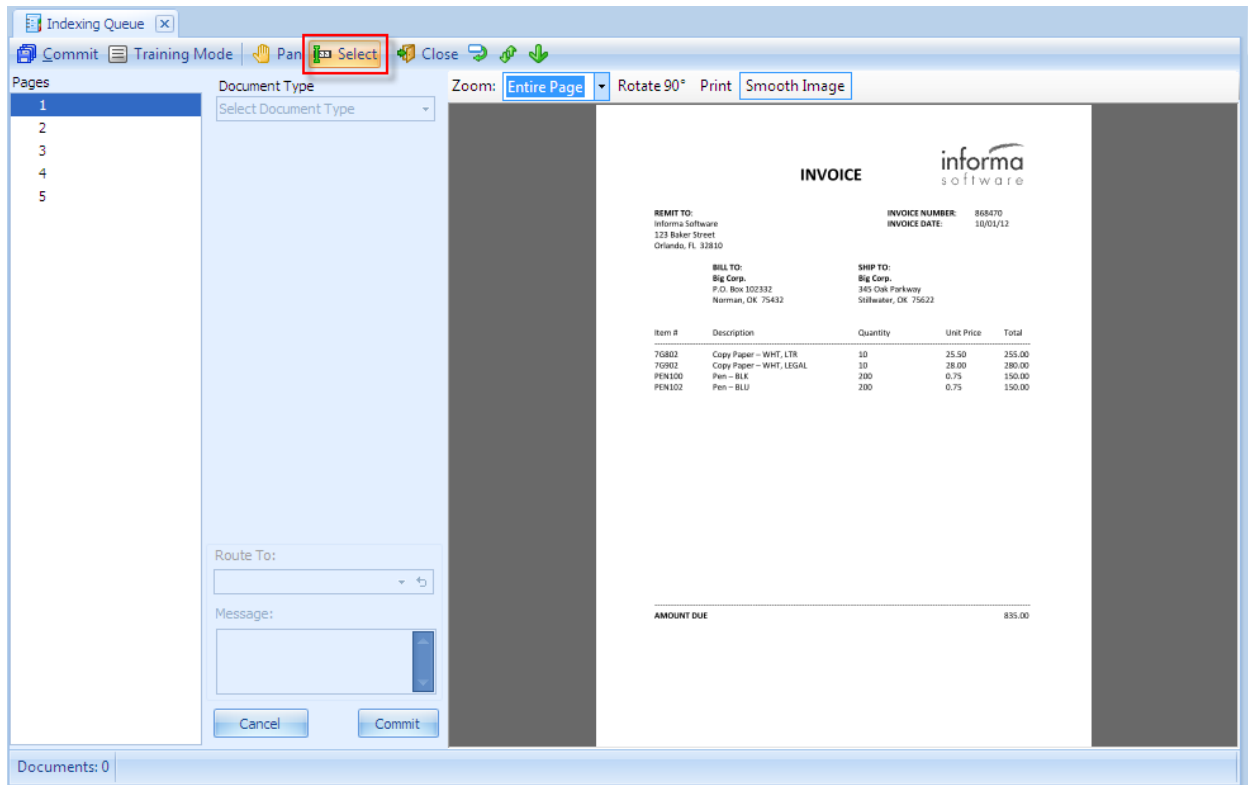 Indexing Queue
Commit Training Mode Pan Select Close
Pages
1
2
3
4
5
Document Type
Select Document Type
Route To:
Message:
Cancel Commit
Zoom: Entire Page Rotate 90° Print Smooth Image
informa
software
INVOICE
REMIT TO:
Informa Software
123 Baker Street
Orlando, FL 32810
INVOICE NUMBER: 868470
INVOICE DATE: 10/01/12
BILL TO:
Big Corp.
P.O. Box 102332
Norman, OK 75432
SHIP TO:
Big Corp.
345 Oak Parkway
Stillwater, OK 75622
Item # Description Quantity Unit Price Total
7G802 Copy Paper – WHT, LTR 10 25.50 255.00
7G902 Copy Paper – WHT, LEGAL 10 28.00 280.00
PEN100 Pen – BLK 200 0.75 150.00
PEN102 Pen – BLU 200 0.75 150.00
AMOUNT DUE 835.00
Documents: 0